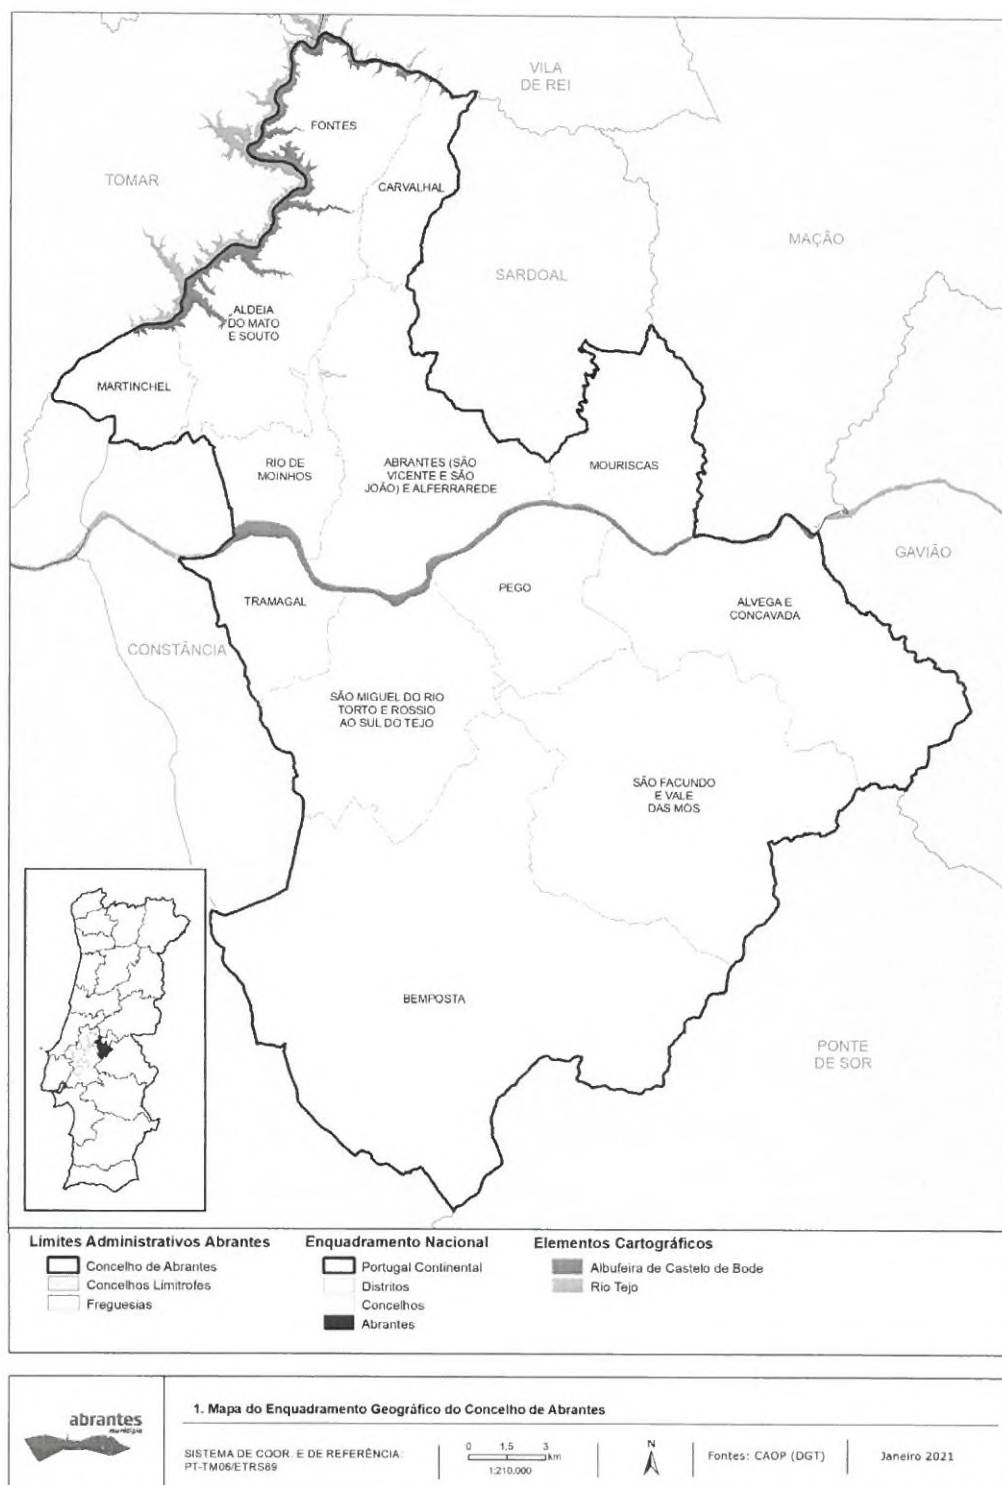 VILA
DE REI
FONTES
TOMAR
CARVALHAL
MAÇÃO
SARDOAL
ALDEIA
DO MATO
E SOUTO
MARTINCHEL
RIO DE
MOINHOS
ABRANTES (SÃO
VICENTE E SÃO
JOÃO) E ALFERRAREDE
MOURISCAS
GAVIÃO
TRAMAGAL
PEGO
ALVEGA E
CONCAVADA
CONSTÂNCIA
SÃO MIGUEL DO RIO
TORTO E ROSSIO
AO SUL DO TEJO
SÃO FACUNDO
E VALE
DAS MÓS
BEMPOSTA
PONTE
DE SOR
Limites Administrativos Abrantes
Concelho de Abrantes
Concelhos Limítrofes
Freguesias
Enquadramento Nacional
Portugal Continental
Distritos
Concelhos
Abrantes
Elementos Cartográficos
Albufeira de Castelo de Bode
Rio Tejo
abrantes
município
1. Mapa do Enquadramento Geográfico do Concelho de Abrantes
SISTEMA DE COOR. E DE REFERÊNCIA:
PT-TM06/ETRS89
0 1,5 3
km
1:210.000
N
Fontes: CAOP (DGT)
Janeiro 2021